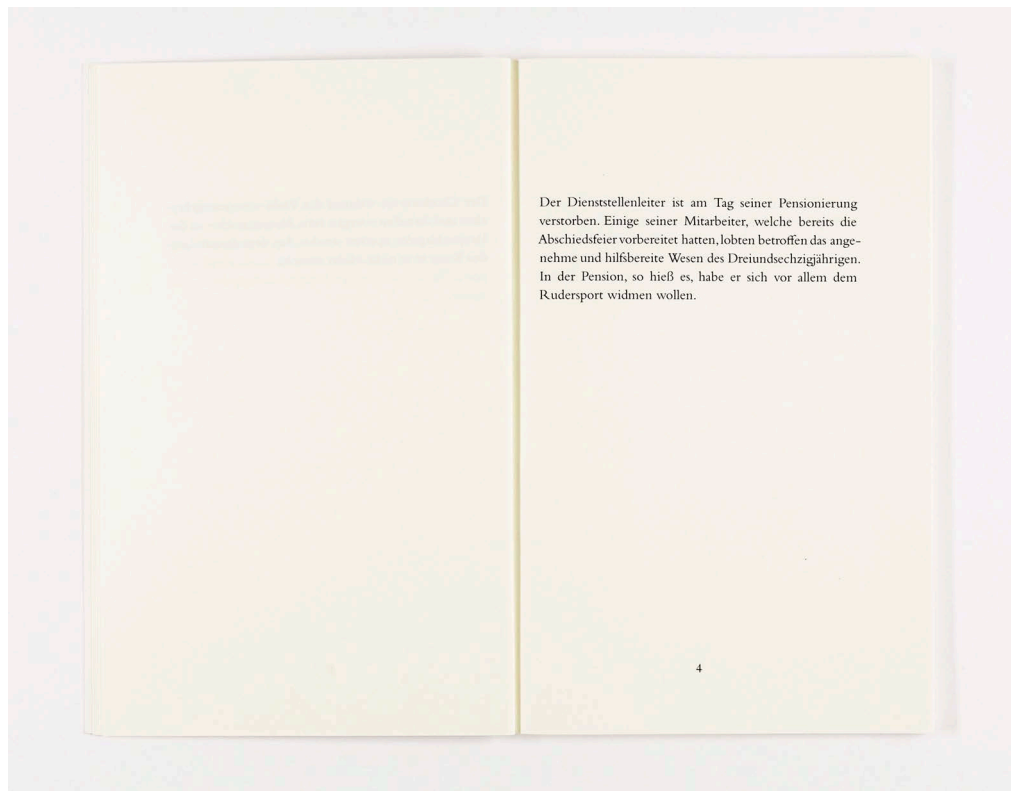 Der Dienststellenleiter ist am Tag seiner Pensionierung
verstorben. Einige seiner Mitarbeiter, welche bereits die
Abschiedsfeier vorbereitet hatten, lobten betroffen das ange-
nehme und hilfsbereite Wesen des Dreiundsechzigjährigen.
In der Pension, so hieß es, habe er sich vor allem dem
Rudersport widmen wollen.
4